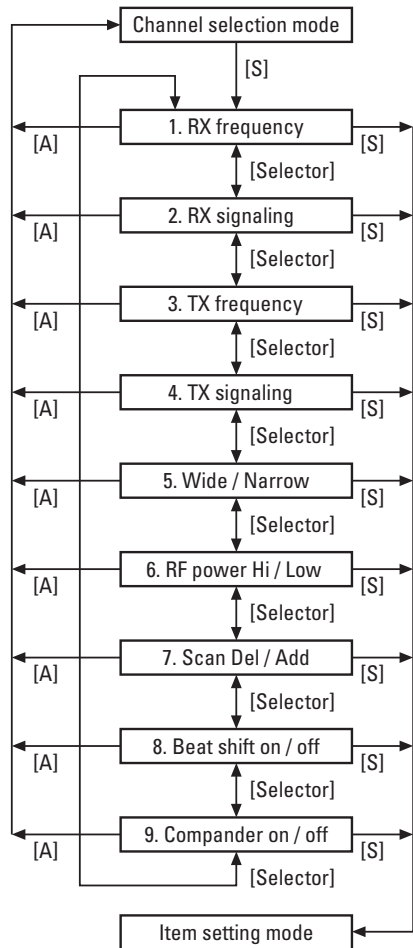 Channel selection mode
[S]
1. RX frequency
[A]
[S]
[Selector]
2. RX signaling
[A]
[S]
[Selector]
3. TX frequency
[A]
[S]
[Selector]
4. TX signaling
[A]
[S]
[Selector]
5. Wide / Narrow
[A]
[S]
[Selector]
6. RF power Hi / Low
[A]
[S]
[Selector]
7. Scan Del / Add
[A]
[S]
[Selector]
8. Beat shift on / off
[A]
[S]
[Selector]
9. Compander on / off
[A]
[S]
[Selector]
Item setting mode